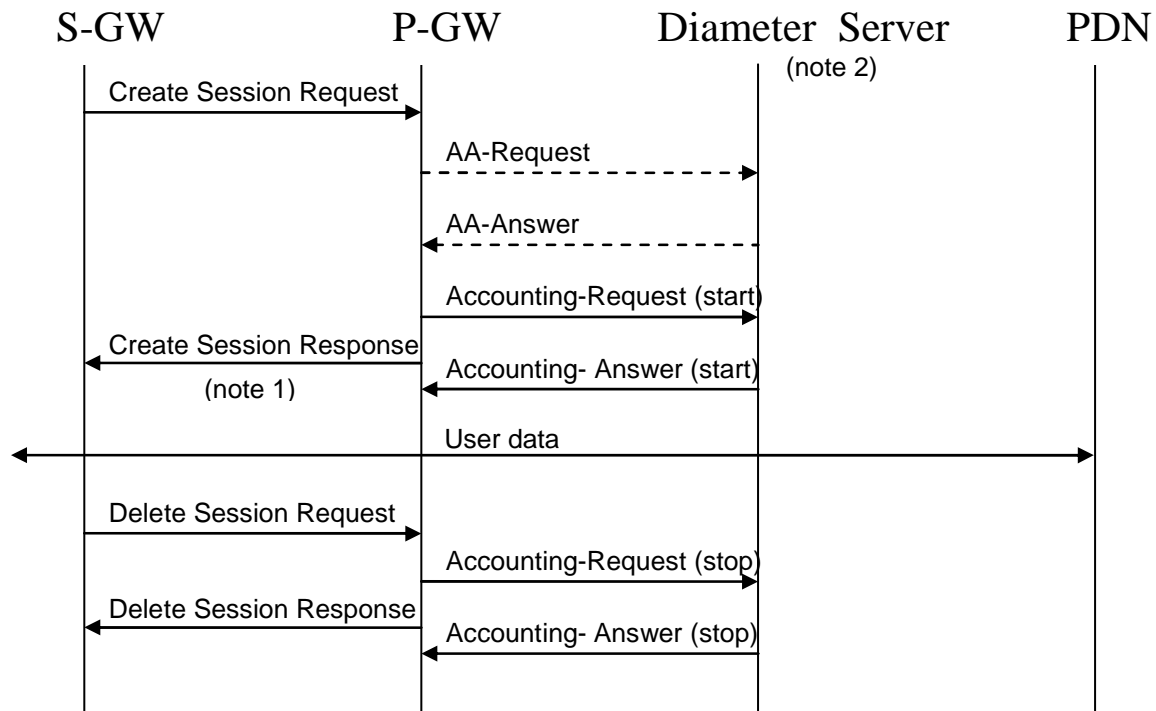 S-GW P-GW Diameter Server PDN
(note 2)
Create Session Request
AA-Request
AA-Answer
Accounting-Request (start)
Create Session Response
(note 1)
Accounting- Answer (start)
User data
Delete Session Request
Accounting-Request (stop)
Delete Session Response
Accounting- Answer (stop)